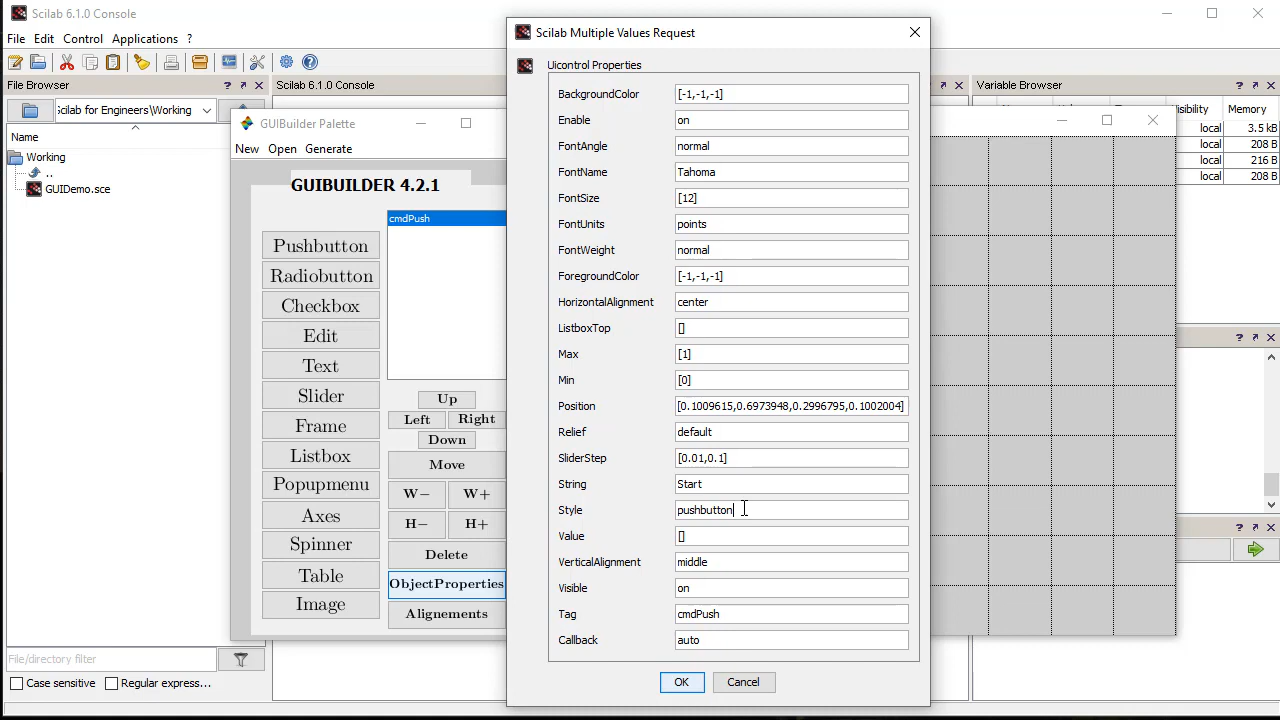 Scilab 6.1.0 Console
File Edit Control Applications ?
File Browser ? 
Scilab 6.1.0 Console
Variable Browser ?
:cilab for Engineers\Working
Name
Working
..
GUIDemo.sce
File/directory filter
Case sensitive Regular express...
GUIBuilder Palette
New Open Generate
GUIBUILDER 4.2.1
cmdPush
Pushbutton
Radiobutton
Checkbox
Edit
Text
Slider
Frame
Listbox
Popupmenu
Axes
Spinner
Table
Image
Up
Left Right
Down
Move
W- W+
H- H+
Delete
ObjectProperties
Alignements
Scilab Multiple Values Request
Uicontrol Properties
BackgroundColor [-1,-1,-1]
Enable on
FontAngle normal
FontName Tahoma
FontSize [12]
FontUnits points
FontWeight normal
ForegroundColor [-1,-1,-1]
HorizontalAlignment center
ListboxTop []
Max [1]
Min [0]
Position [0.1009615,0.6973948,0.2996795,0.1002004]
Relief default
SliderStep [0.01,0.1]
String Start
Style pushbutton
Value []
VerticalAlignment middle
Visible on
Tag cmdPush
Callback auto
OK Cancel
Memory
local 3.5 kB
local 208 B
local 216 B
local 208 B
?
?